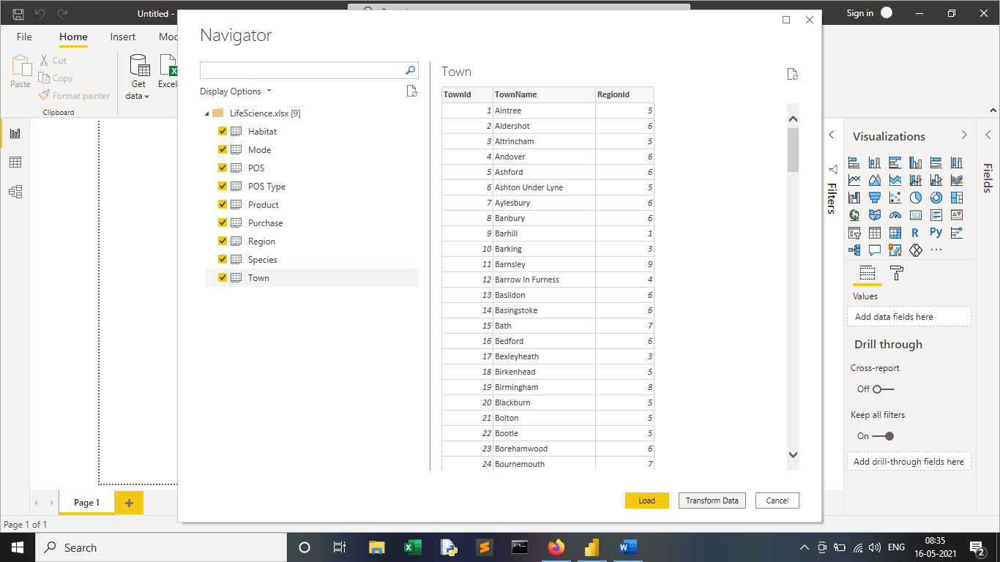 Untitled -
Sign in
File
Home
Insert
Paste
Cut
Copy
Format painter
Clipboard
Get
data
Excel
Navigator
Display Options
LifeScience.xlsx [9]
Habitat
Mode
POS
POS Type
Product
Purchase
Region
Species
Town
Town
TownId TownName RegionId
1 Aintree 5
2 Aldershot 6
3 Altrincham 5
4 Andover 6
5 Ashford 6
6 Ashton Under Lyne 5
7 Aylesbury 6
8 Banbury 6
9 Barhill 1
10 Barking 3
11 Barnsley 9
12 Barrow In Furness 4
13 Basildon 6
14 Basingstoke 6
15 Bath 7
16 Bedford 6
17 Bexleyheath 3
18 Birkenhead 5
19 Birmingham 8
20 Blackburn 5
21 Bolton 5
22 Bootle 5
23 Borehamwood 6
24 Bournemouth 7
Load
Transform Data
Cancel
Filters
Visualizations
Fields
123
R
Py
...
Values
Add data fields here
Drill through
Cross-report
Off
Keep all filters
On
Add drill-through fields here
Page 1
Page 1 of 1
Search
ENG
08:35
16-05-2021
2